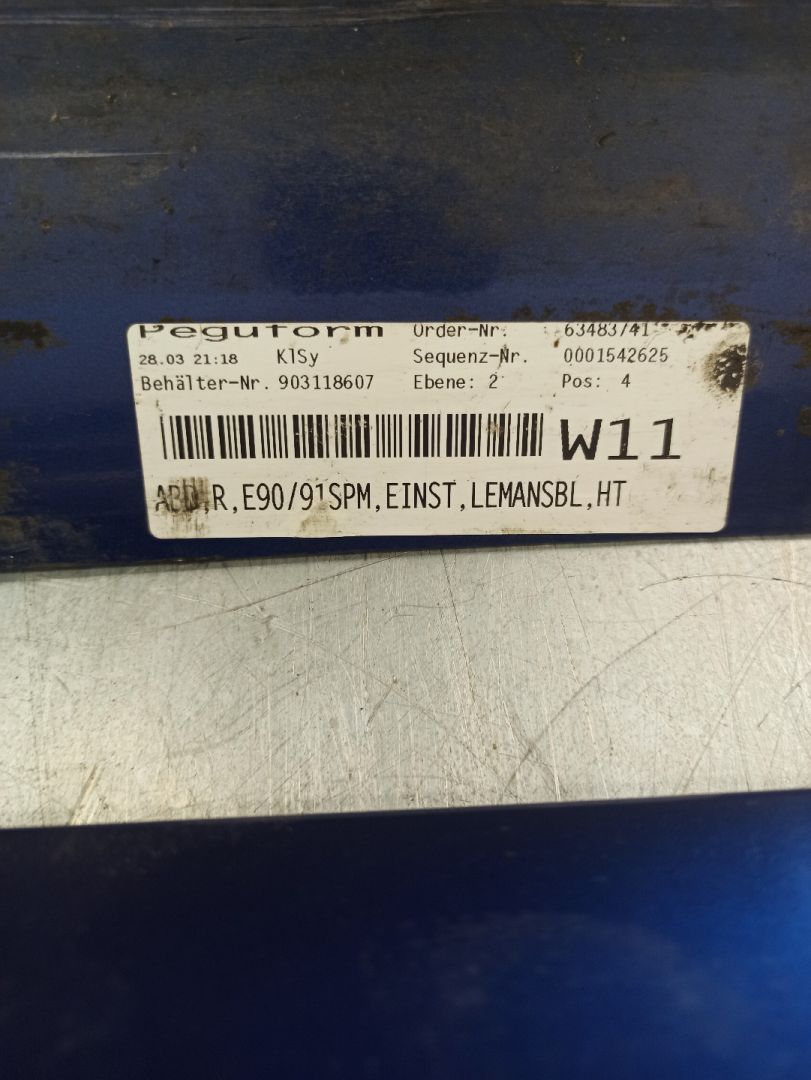 Peguform Order-Nr. 63483741
28.03 21:18 KlSy Sequenz-Nr. 0001542625
Behälter-Nr. 903118607 Ebene: 2 Pos: 4
W11
ABD,R,E90/91SPM,EINST,LEMANSBL,HT